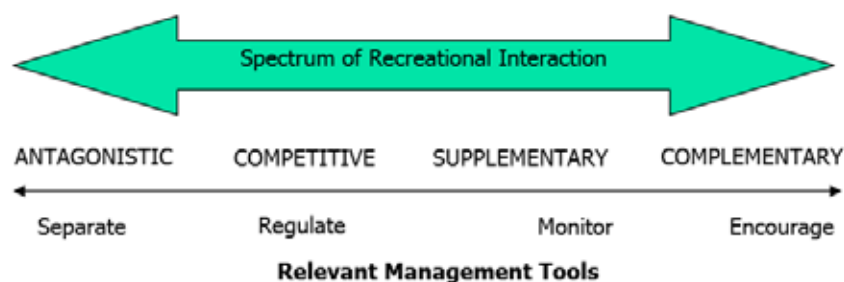 Spectrum of Recreational Interaction
ANTAGONISTIC COMPETITIVE SUPPLEMENTARY COMPLEMENTARY
Separate Regulate Monitor Encourage
Relevant Management Tools